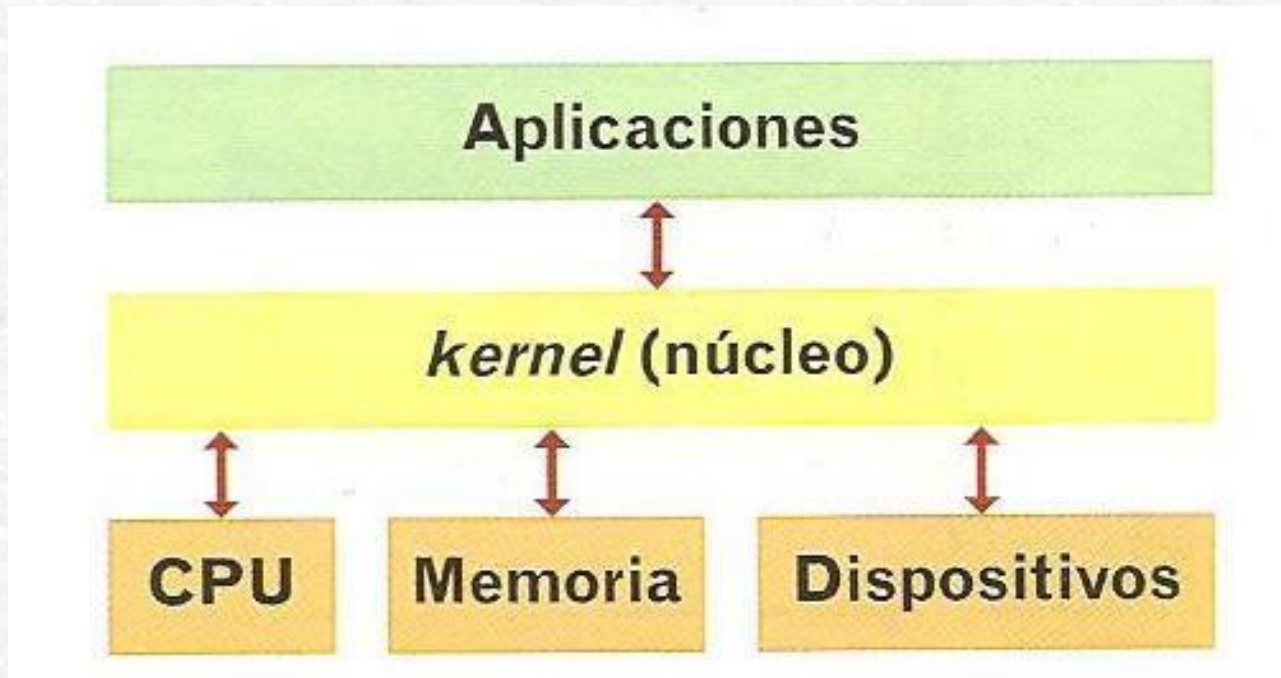 Aplicaciones
kernel (núcleo)
CPU
Memoria
Dispositivos